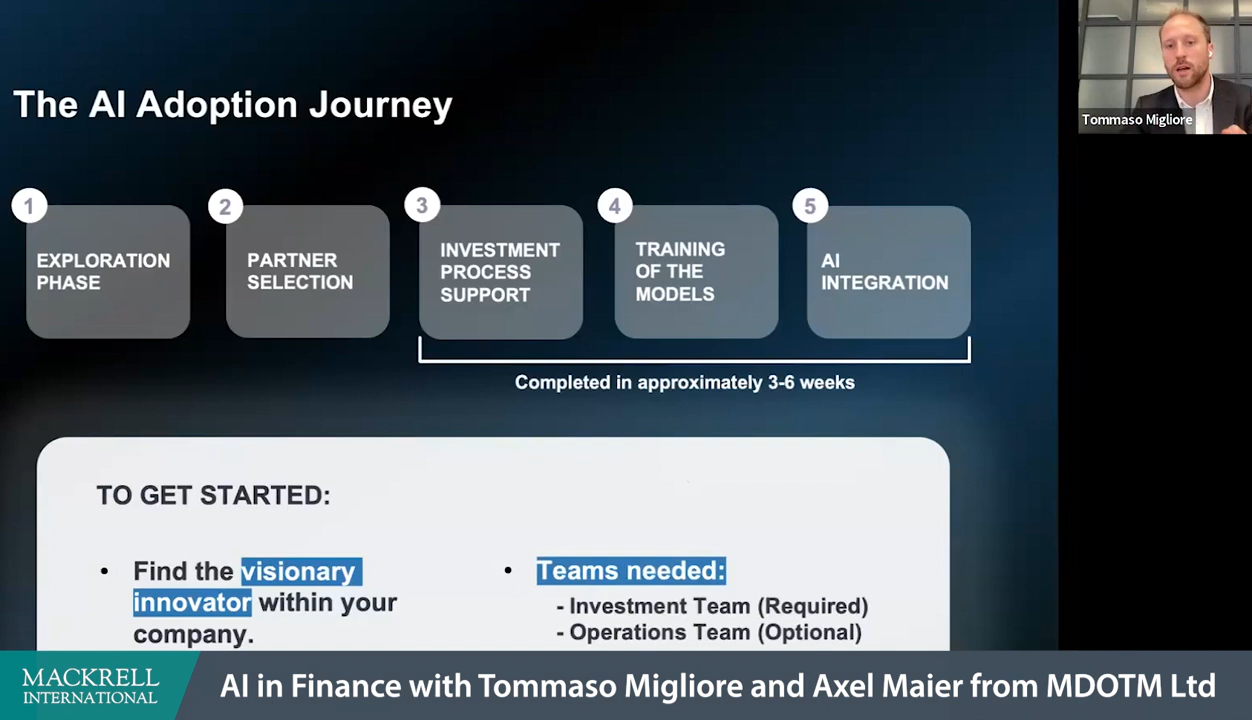 The AI Adoption Journey
Tommaso Migliore
1
EXPLORATION
PHASE
2
PARTNER
SELECTION
3
INVESTMENT
PROCESS
SUPPORT
4
TRAINING
OF THE
MODELS
5
AI
INTEGRATION
Completed in approximately 3-6 weeks
TO GET STARTED:
• Find the visionary
innovator within your
company.
• Teams needed:
- Investment Team (Required)
- Operations Team (Optional)
MACKRELL
INTERNATIONAL
AI in Finance with Tommaso Migliore and Axel Maier from MDOTM Ltd